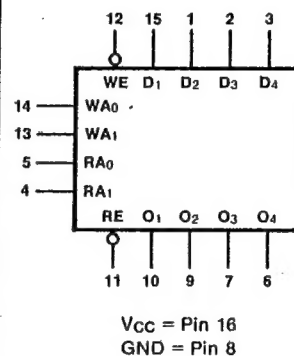 12 15 1 2 3
WE D1 D2 D3 D4
14 WA0
13 WA1
5 RA0
4 RA1
RE O1 O2 O3 O4
11 10 9 7 6
VCC = Pin 16
GND = Pin 8